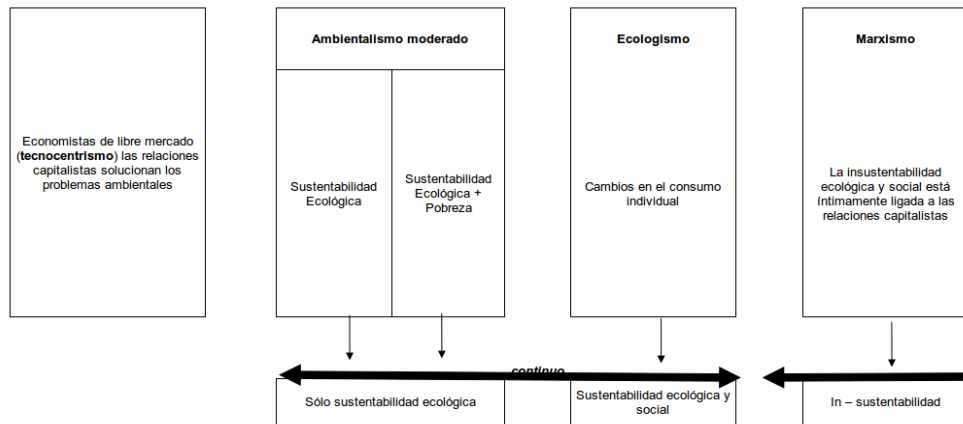 Economistas de libre mercado
(tecnocentrismo) las relaciones
capitalistas solucionan los
problemas ambientales
Ambientalismo moderado
Sustentabilidad
Ecológica
Sustentabilidad
Ecológica +
Pobreza
Ecologismo
Cambios en el consumo
individual
Marxismo
La insustentabilidad
ecológica y social está
íntimamente ligada a las
relaciones capitalistas
continuo
Sólo sustentabilidad ecológica
Sustentabilidad ecológica y
social
In – sustentabilidad